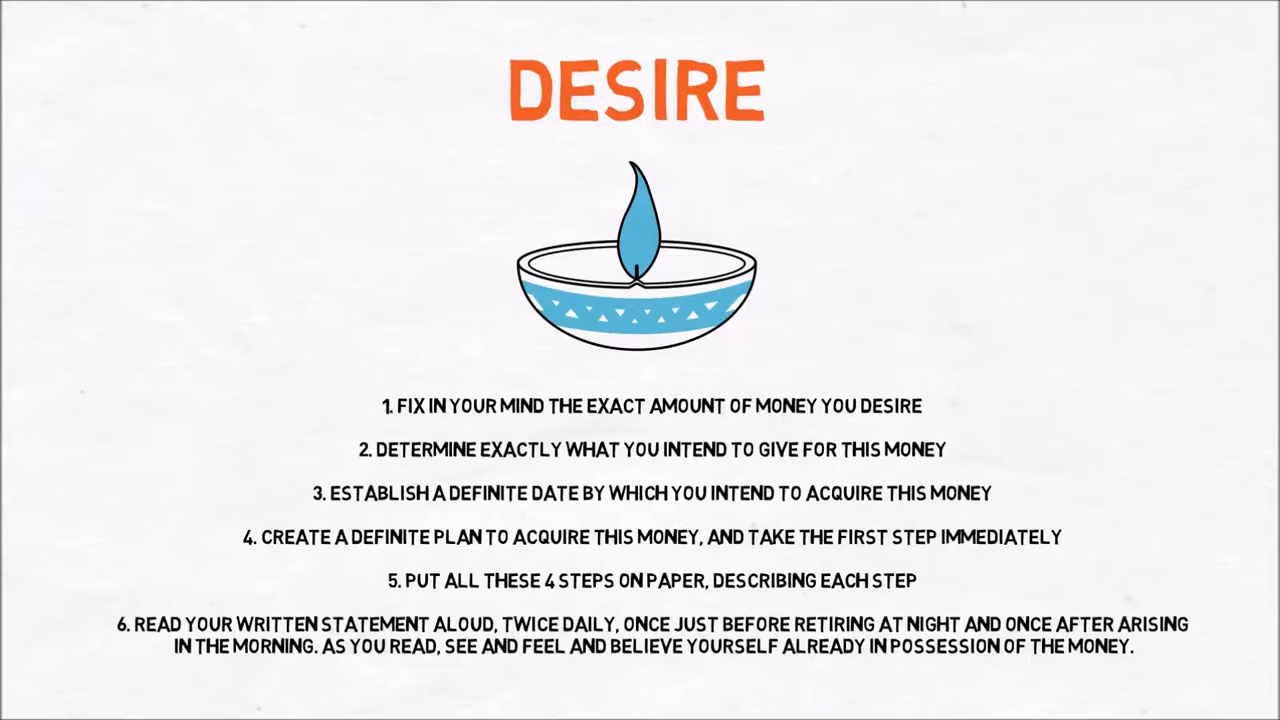 DESIRE
1. FIX IN YOUR MIND THE EXACT AMOUNT OF MONEY YOU DESIRE
2. DETERMINE EXACTLY WHAT YOU INTEND TO GIVE FOR THIS MONEY
3. ESTABLISH A DEFINITE DATE BY WHICH YOU INTEND TO ACQUIRE THIS MONEY
4. CREATE A DEFINITE PLAN TO ACQUIRE THIS MONEY, AND TAKE THE FIRST STEP IMMEDIATELY
5. PUT ALL THESE 4 STEPS ON PAPER, DESCRIBING EACH STEP
6. READ YOUR WRITTEN STATEMENT ALOUD, TWICE DAILY, ONCE JUST BEFORE RETIRING AT NIGHT AND ONCE AFTER ARISING
IN THE MORNING. AS YOU READ, SEE AND FEEL AND BELIEVE YOURSELF ALREADY IN POSSESSION OF THE MONEY.